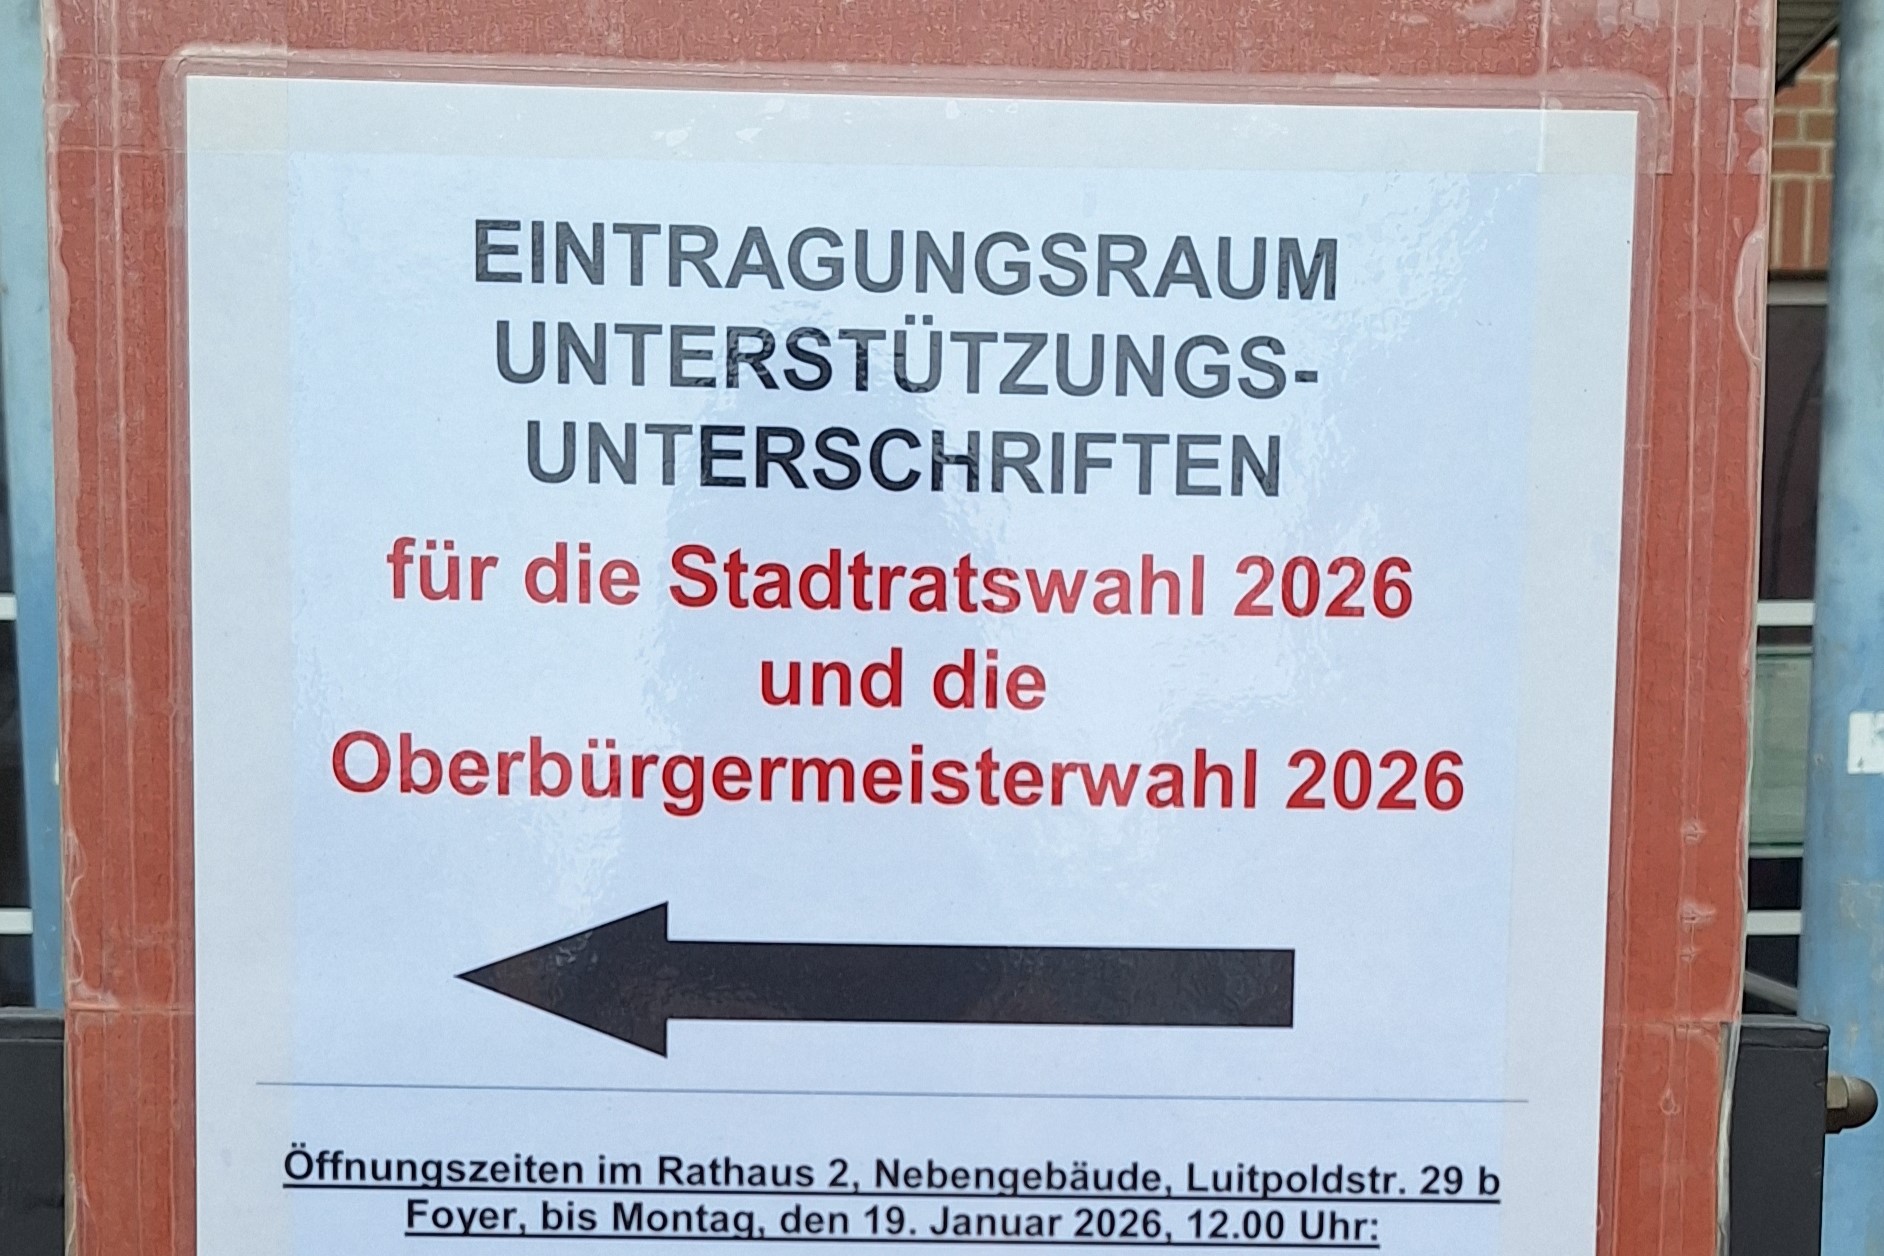 EINTRAGUNGSRAUM
UNTERSTÜTZUNGS-
UNTERSCHRIFTEN
für die Stadtratswahl 2026
und die
Oberbürgermeisterwahl 2026
Öffnungszeiten im Rathaus 2, Nebengebäude, Luitpoldstr. 29 b
Foyer, bis Montag, den 19. Januar 2026, 12.00 Uhr: